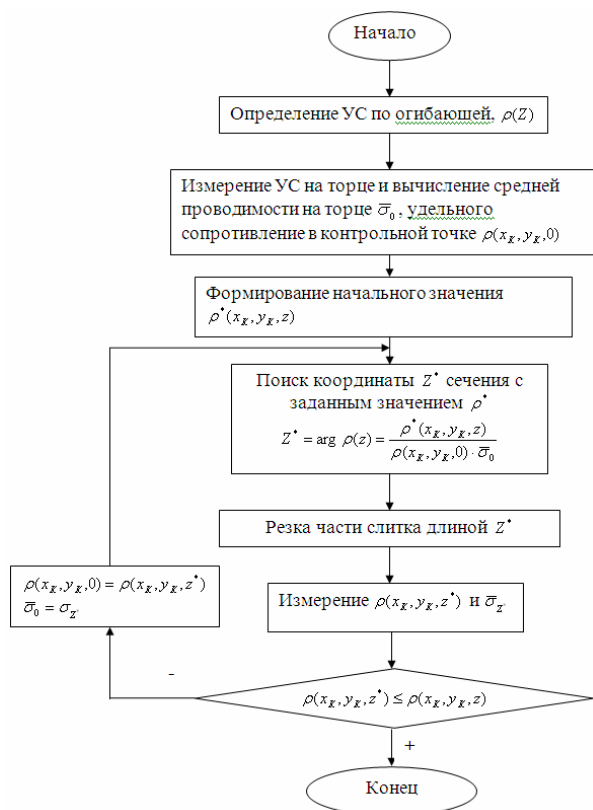 Начало
Определение УС по огибаюшей, ρ(Z)
Измерение УС на торце и вычисление средней
проводимости на торце σ̅₀, удельного
сопротивление в контрольной точке ρ(x_K, y_K, 0)
Формирование начального значения
ρ*(x_K, y_K, z)
Поиск координаты Z* сечения с
заданным значением ρ*
Z* = arg ρ(z) = ρ*(x_K, y_K, z) / (ρ(x_K, y_K, 0) · σ̅₀)
Резка части слитка длиной Z*
ρ(x_K, y_K, 0) = ρ(x_K, y_K, z*)
σ̅₀ = σ_Z*
Измерение ρ(x_K, y_K, z*) и σ̅_Z*
-
ρ(x_K, y_K, z*) ≤ ρ(x_K, y_K, z)
+
Конец